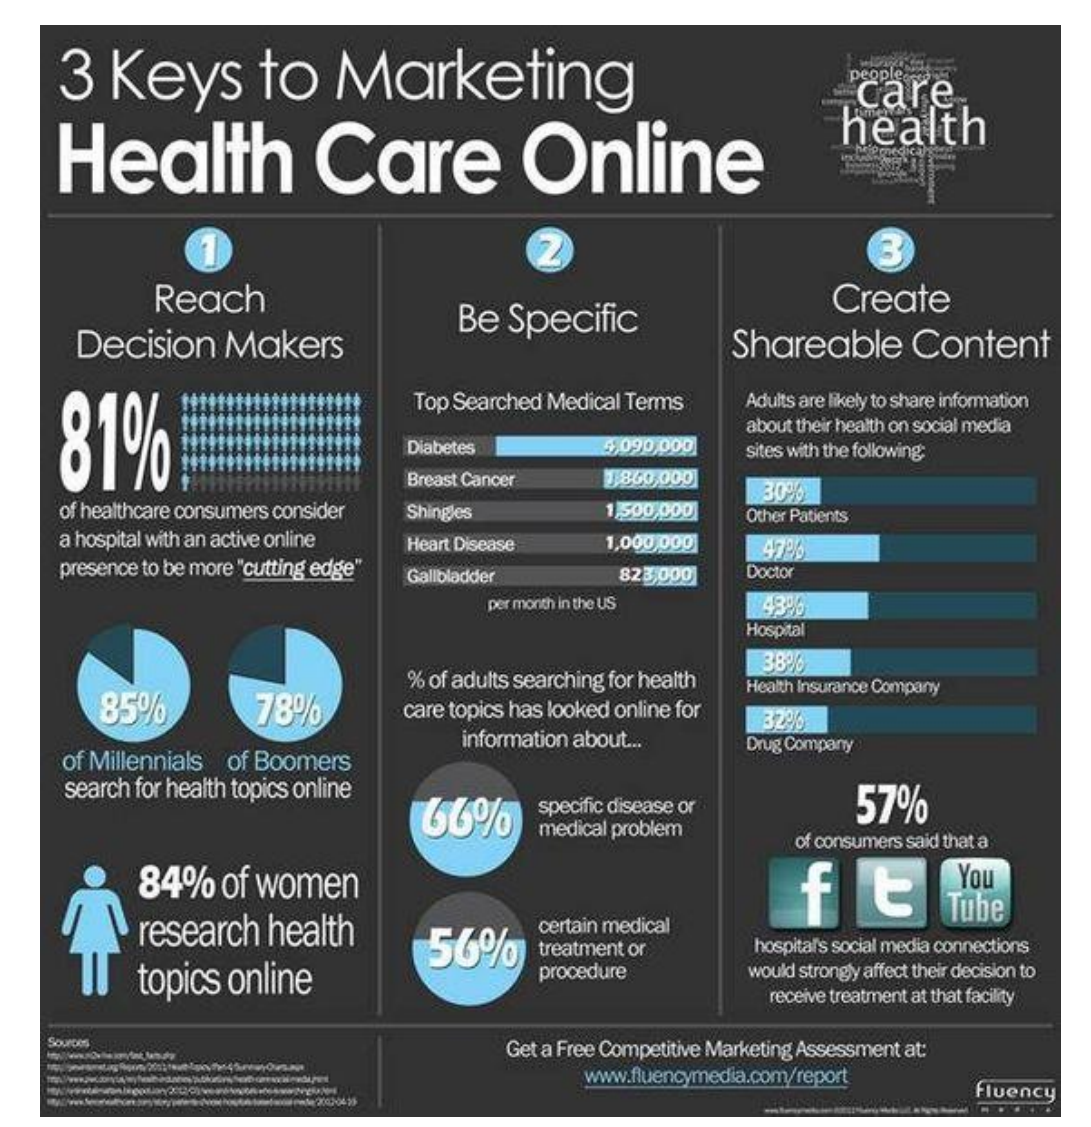 3 Keys to Marketing
Health Care Online
people
care
health
1
Reach
Decision Makers
81%
of healthcare consumers consider
a hospital with an active online
presence to be more "cutting edge"
85%
78%
of Millennials of Boomers
search for health topics online
84% of women
research health
topics online
2
Be Specific
Top Searched Medical Terms
Diabetes 4,090,000
Breast Cancer 1,860,000
Shingles 1,500,000
Heart Disease 1,000,000
Gallbladder 823,000
per month in the US
% of adults searching for health
care topics has looked online for
information about...
66%
specific disease or
medical problem
56%
certain medical
treatment or
procedure
3
Create
Shareable Content
Adults are likely to share information
about their health on social media
sites with the following:
30%
Other Patients
47%
Doctor
43%
Hospital
38%
Health Insurance Company
32%
Drug Company
57%
of consumers said that a
f
t
You
Tube
hospital's social media connections
would strongly affect their decision to
receive treatment at that facility
Sources
Get a Free Competitive Marketing Assessment at:
www.fluencymedia.com/report
fluency
media